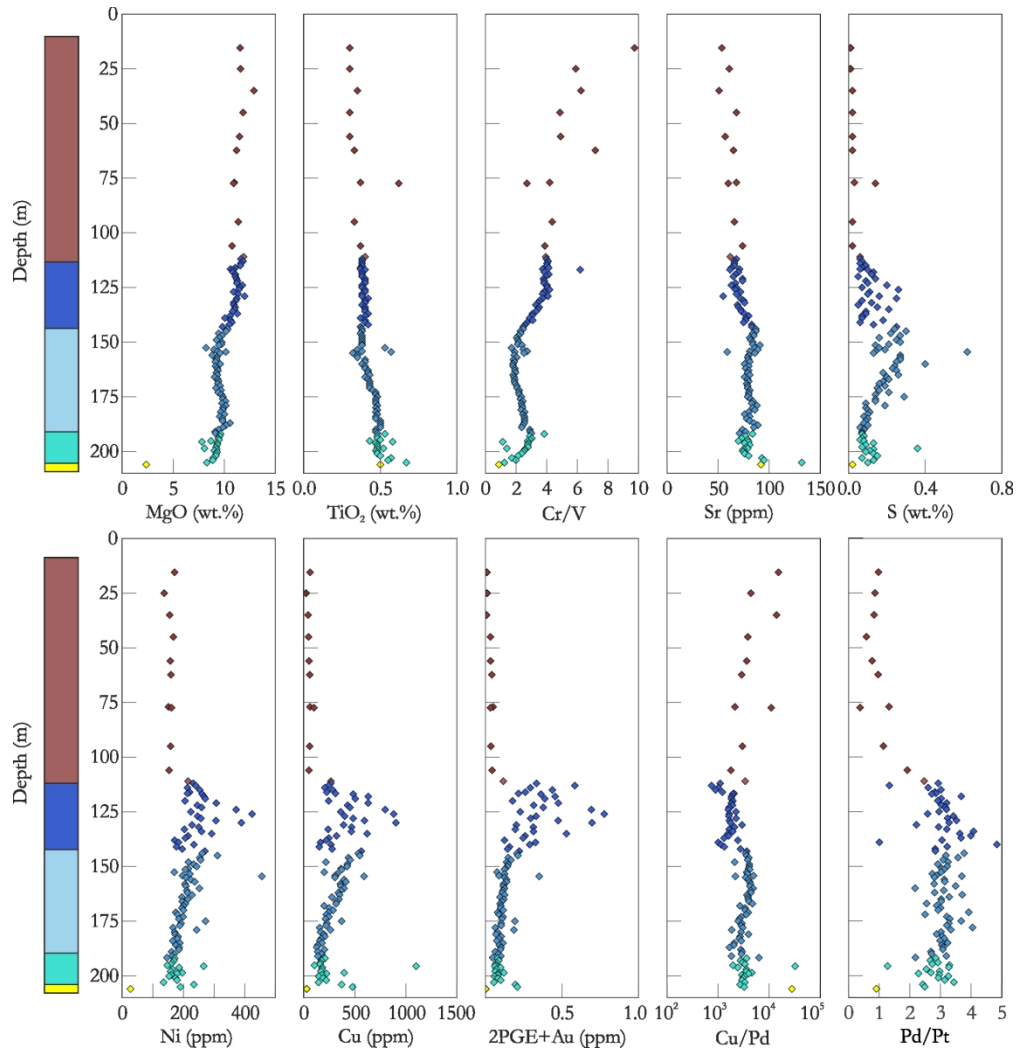 0
25
50
75
100
125
150
175
200
Depth (m)
0 5 10 15
0.0 0.5 1.0
0 2 4 6 8 10
0 50 100 150
0.0 0.4 0.8
MgO (wt.%) TiO₂ (wt.%) Cr/V Sr (ppm) S (wt.%)
0
25
50
75
100
125
150
175
200
Depth (m)
0 200 400
0 500 1000 1500
0.0 0.5 1.0
10² 10³ 10⁴ 10⁵
0 1 2 3 4 5
Ni (ppm) Cu (ppm) 2PGE+Au (ppm) Cu/Pd Pd/Pt